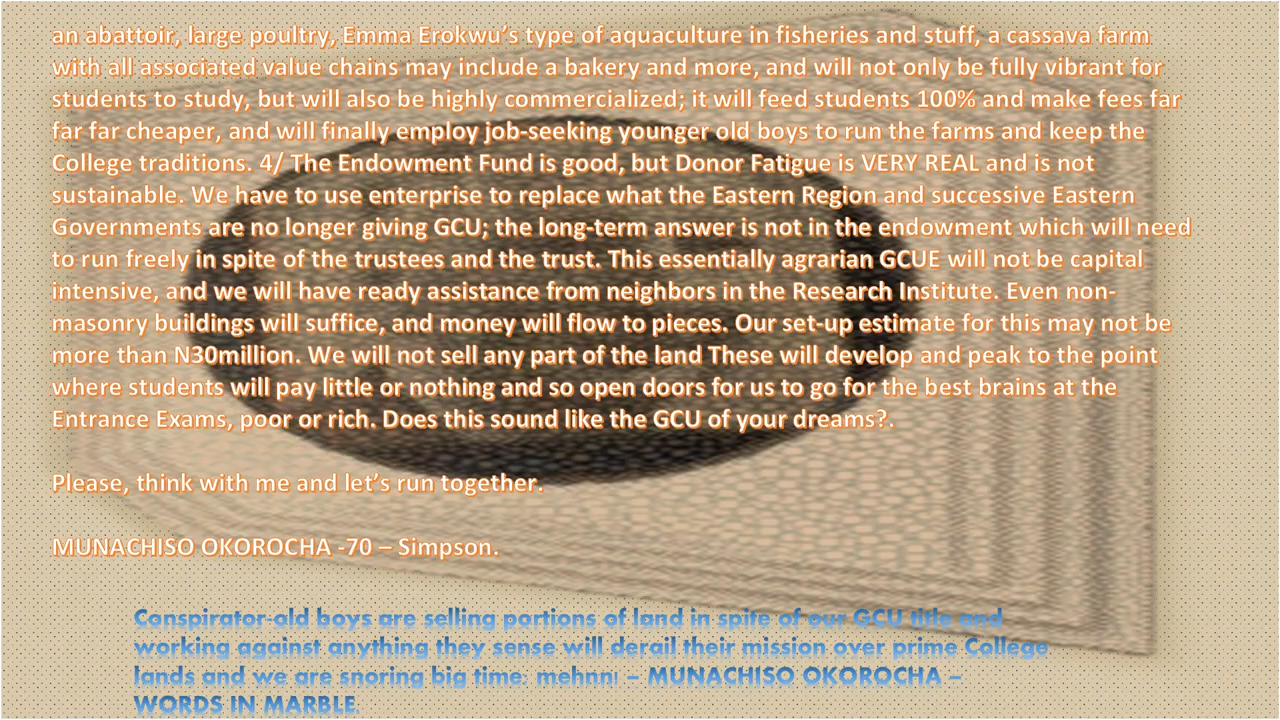 an abattoir, large poultry, Emma Erokwu’s type of aquaculture in fisheries and stuff, a cassava farm
with all associated value chains may include a bakery and more, and will not only be fully vibrant for
students to study, but will also be highly commercialized; it will feed students 100% and make fees far
far far cheaper, and will finally employ job-seeking younger old boys to run the farms and keep the
College traditions. 4/ The Endowment Fund is good, but Donor Fatigue is VERY REAL and is not
sustainable. We have to use enterprise to replace what the Eastern Region and successive Eastern
Governments are no longer giving GCU; the long-term answer is not in the endowment which will need
to run freely in spite of the trustees and the trust. This essentially agrarian GCUE will not be capital
intensive, and we will have ready assistance from neighbors in the Research Institute. Even non-
masonry buildings will suffice, and money will flow to pieces. Our set-up estimate for this may not be
more than N30million. We will not sell any part of the land These will develop and peak to the point
where students will pay little or nothing and so open doors for us to go for the best brains at the
Entrance Exams, poor or rich. Does this sound like the GCU of your dreams?.
Please, think with me and let’s run together.
MUNACHISO OKOROCHA -70 – Simpson.
Conspirator-old boys are selling portions of land in spite of our GCU title and
working against anything they sense will derail their mission over prime College
lands and we are snoring big time; mehnn! – MUNACHISO OKOROCHA –
WORDS IN MARBLE.